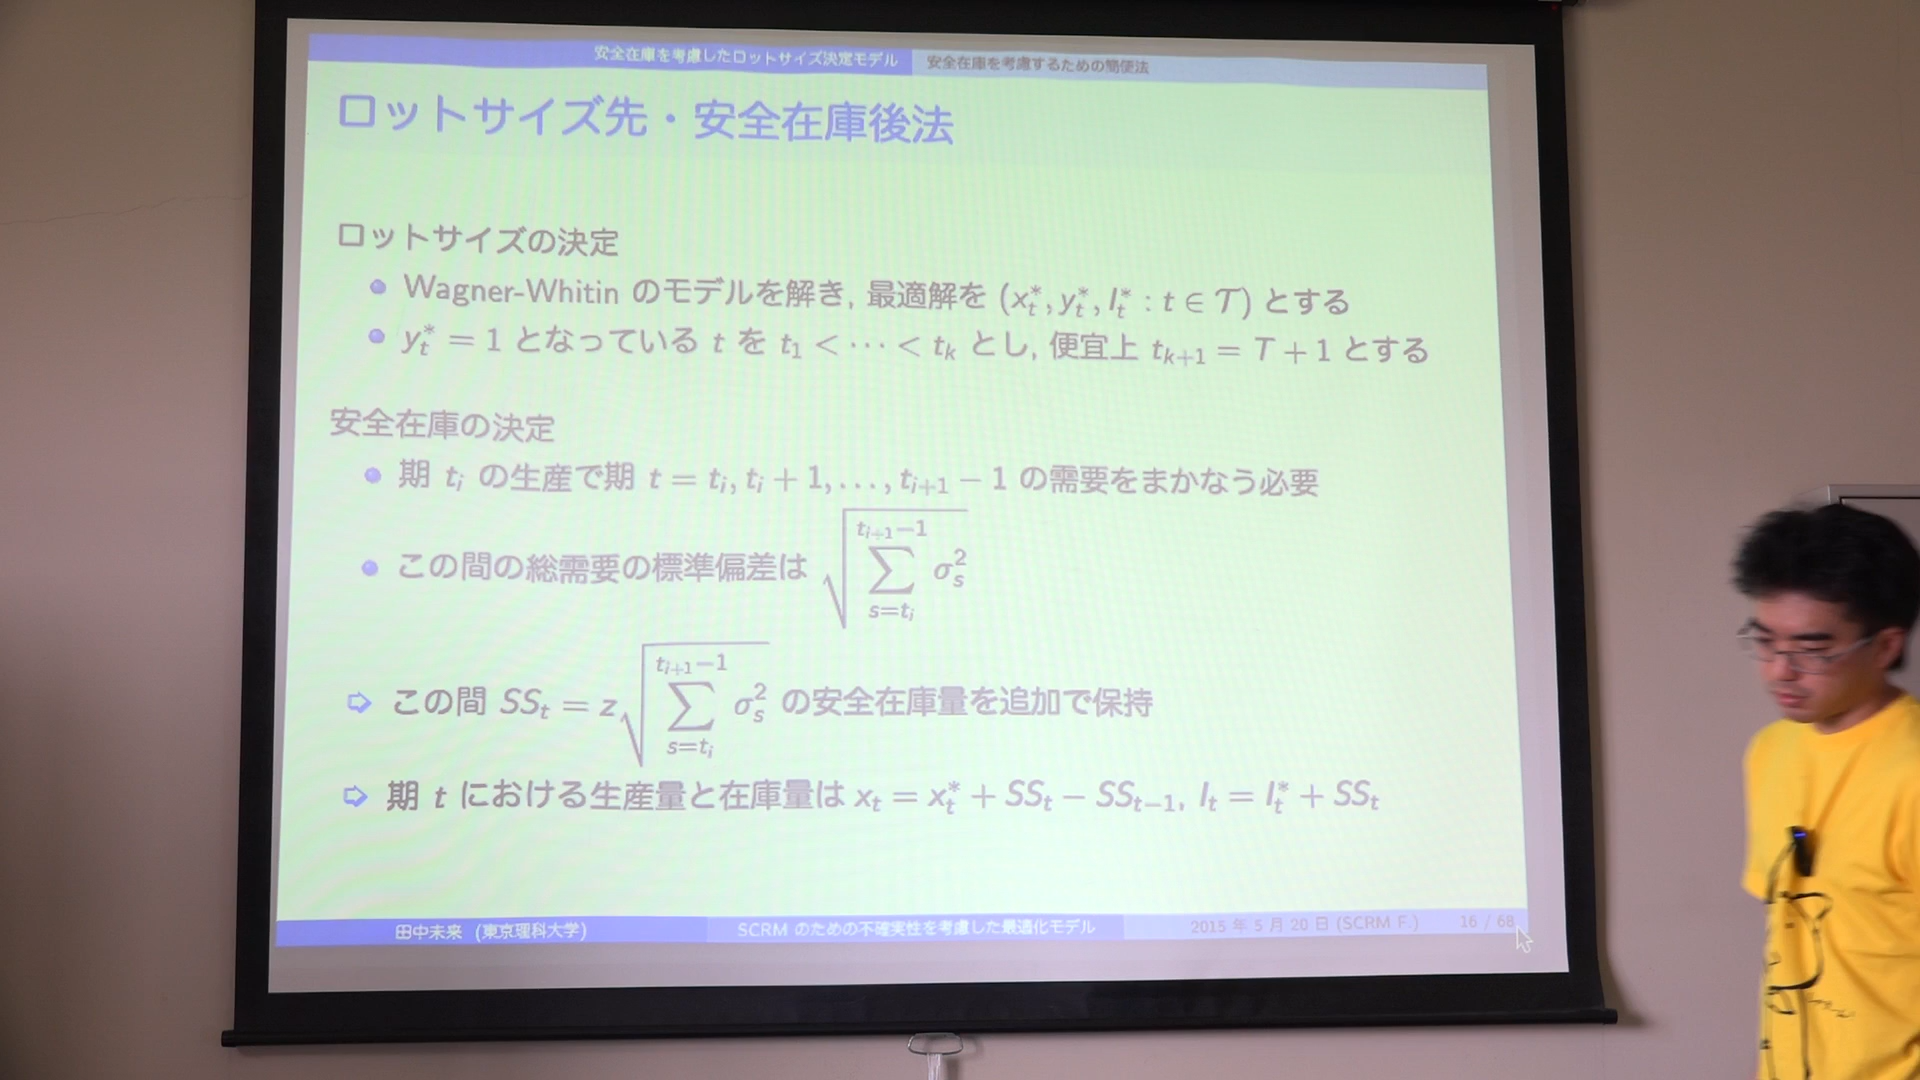 安全在庫を考慮したロットサイズ決定モデル 安全在庫を考慮するための簡便法
ロットサイズ先・安全在庫後法
ロットサイズの決定
Wagner-Whitin のモデルを解き, 最適解を (x_t^*, y_t^*, I_t^* : t ∈ T) とする
y_t^* = 1 となっている t を t_1 < ⋯ < t_k とし, 便宜上 t_{k+1} = T + 1 とする
安全在庫の決定
期 t_i の生産で期 t = t_i, t_i + 1, …, t_{i+1} − 1 の需要をまかなう必要
この間の総需要の標準偏差は √(∑_{s=t_i}^{t_{i+1}−1} σ_s^2)
⇨ この間 SS_t = z√(∑_{s=t_i}^{t_{i+1}−1} σ_s^2) の安全在庫量を追加で保持
⇨ 期 t における生産量と在庫量は x_t = x_t^* + SS_t − SS_{t−1}, I_t = I_t^* + SS_t
田中未来 (東京理科大学) SCRM のための不確実性を考慮した最適化モデル 2015 年 5 月 20 日 (SCRM F.) 16 / 68